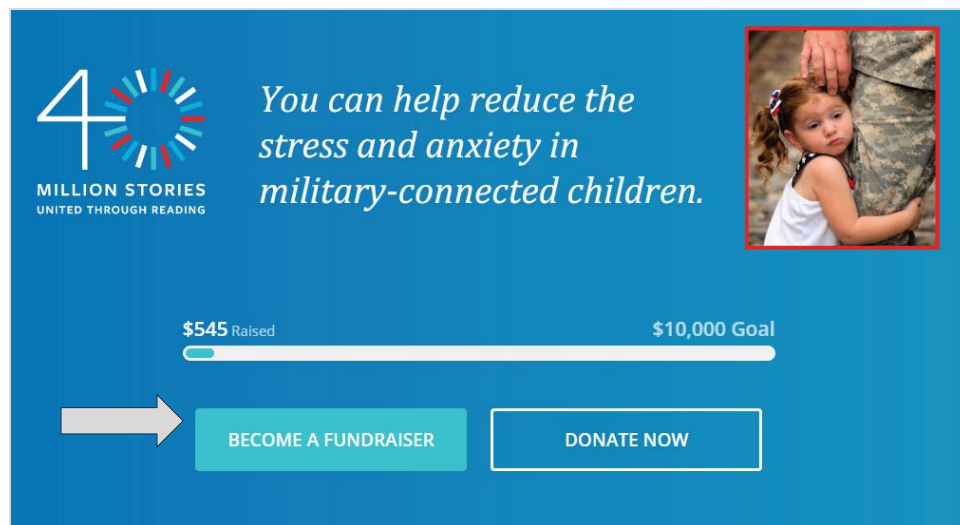 40
MILLION STORIES
UNITED THROUGH READING
You can help reduce the
stress and anxiety in
military-connected children.
$545 Raised
$10,000 Goal
BECOME A FUNDRAISER
DONATE NOW